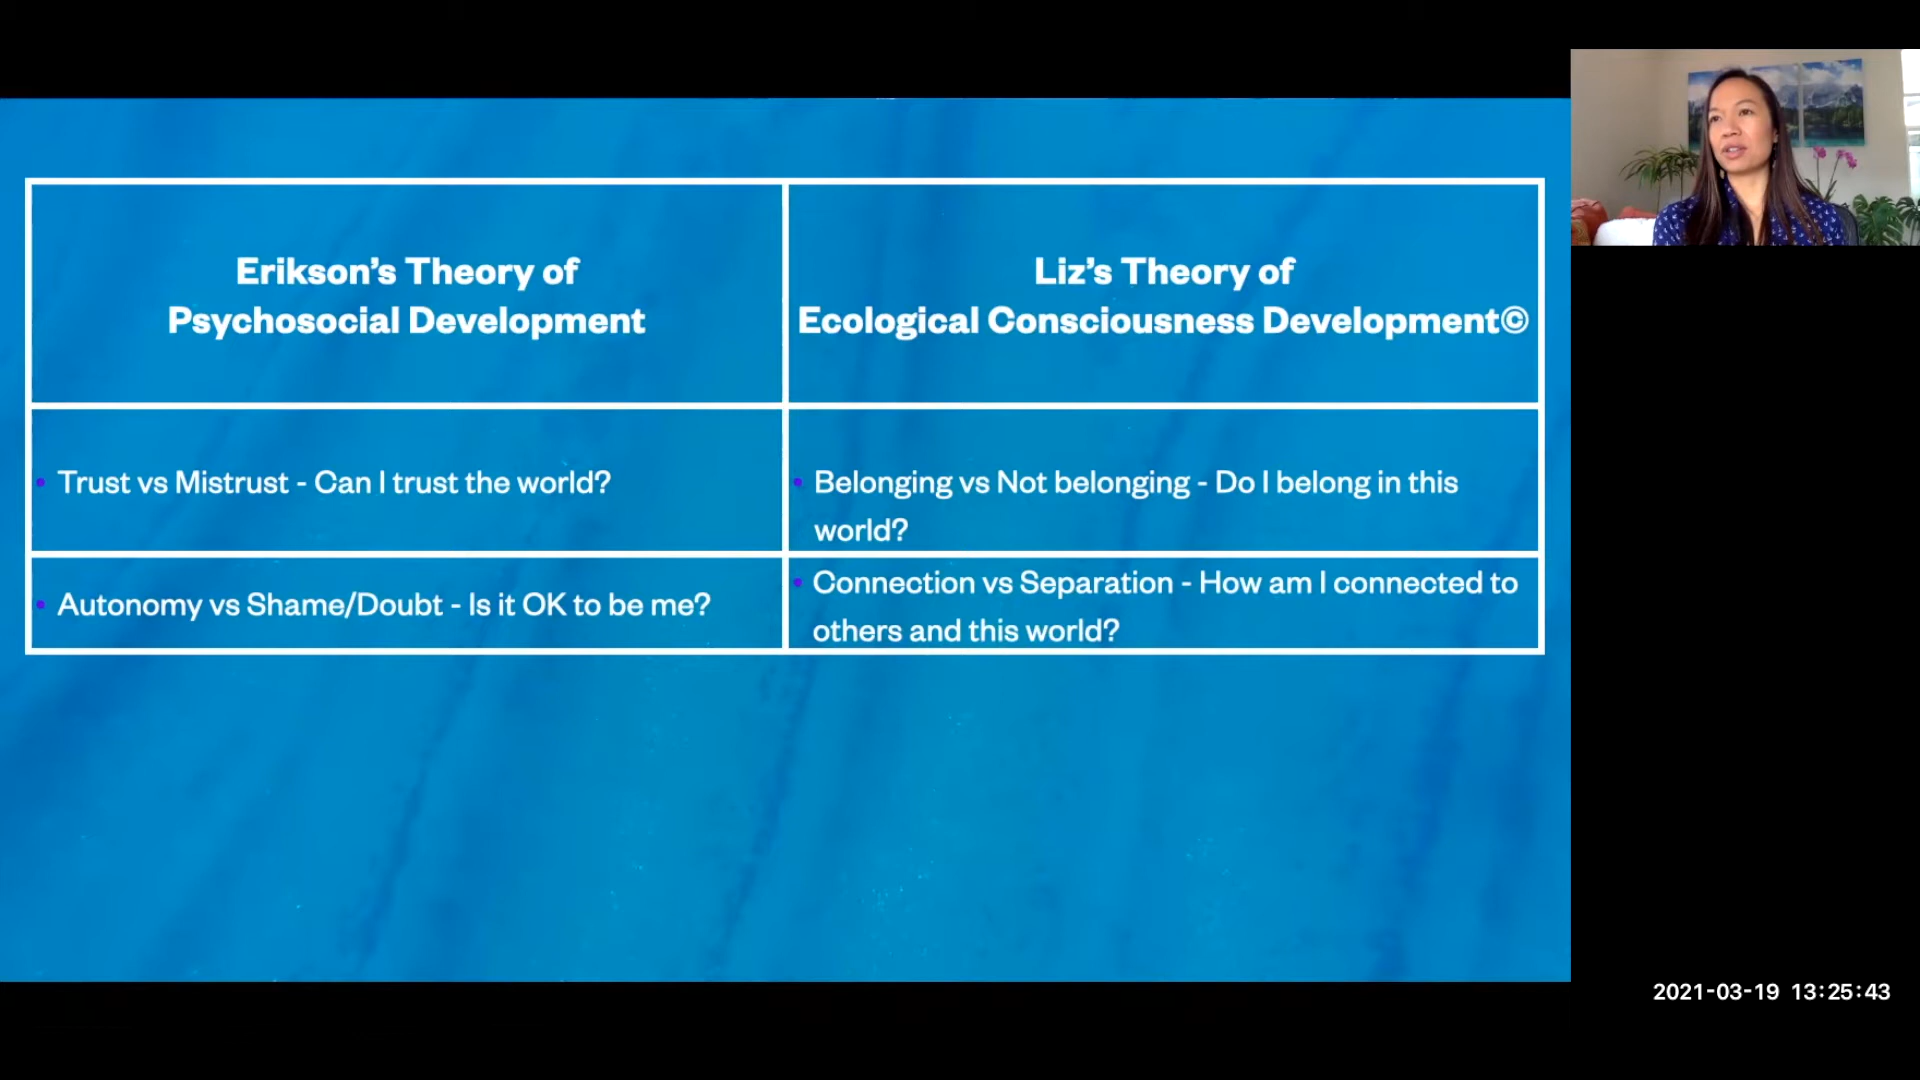 Erikson's Theory of
Psychosocial Development
Liz's Theory of
Ecological Consciousness Development©
• Trust vs Mistrust - Can I trust the world?
• Belonging vs Not belonging - Do I belong in this
world?
• Autonomy vs Shame/Doubt - Is it OK to be me?
• Connection vs Separation - How am I connected to
others and this world?
2021-03-19 13:25:43